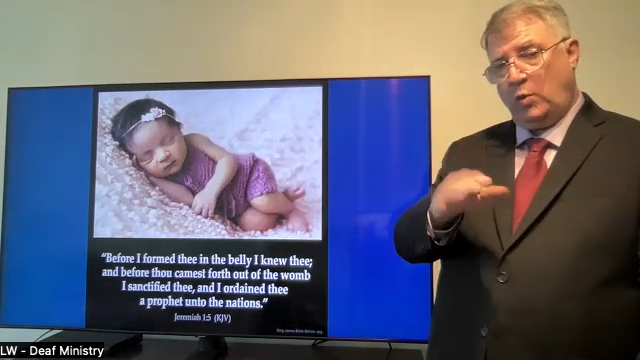 “Before I formed thee in the belly I knew thee;
and before thou camest forth out of the womb
I sanctified thee, and I ordained thee
a prophet unto the nations.”
Jeremiah 1:5 (KJV)
LW - Deaf Ministry